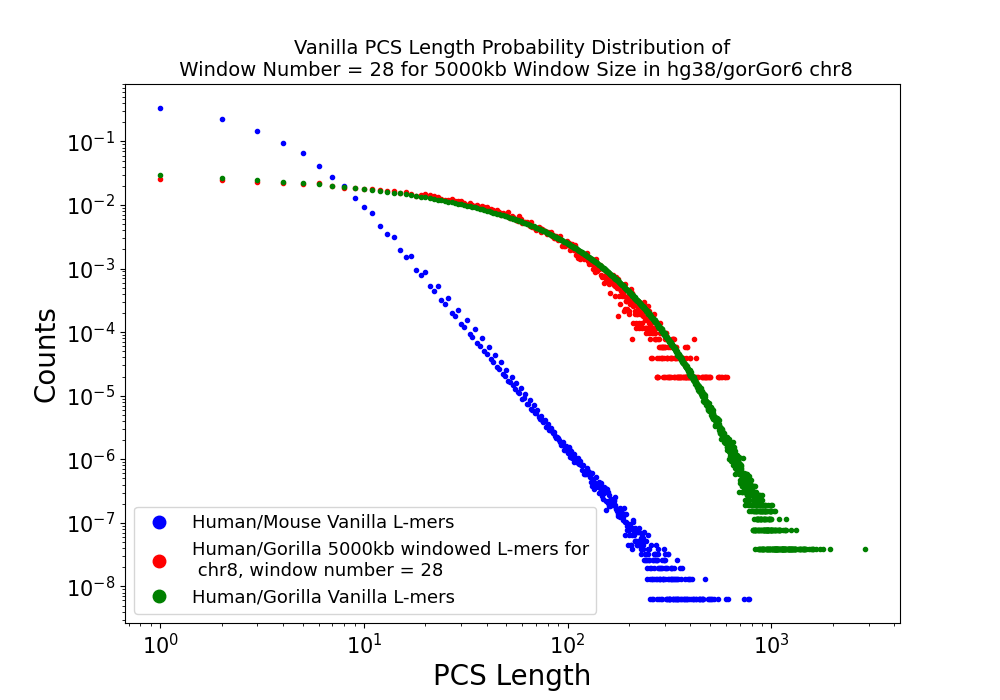 Vanilla PCS Length Probability Distribution of
Window Number = 28 for 5000kb Window Size in hg38/gorGor6 chr8
Counts
10⁻¹
10⁻²
10⁻³
10⁻⁴
10⁻⁵
10⁻⁶
10⁻⁷
10⁻⁸
Human/Mouse Vanilla L-mers
Human/Gorilla 5000kb windowed L-mers for
chr8, window number = 28
Human/Gorilla Vanilla L-mers
10⁰ 10¹ 10² 10³
PCS Length